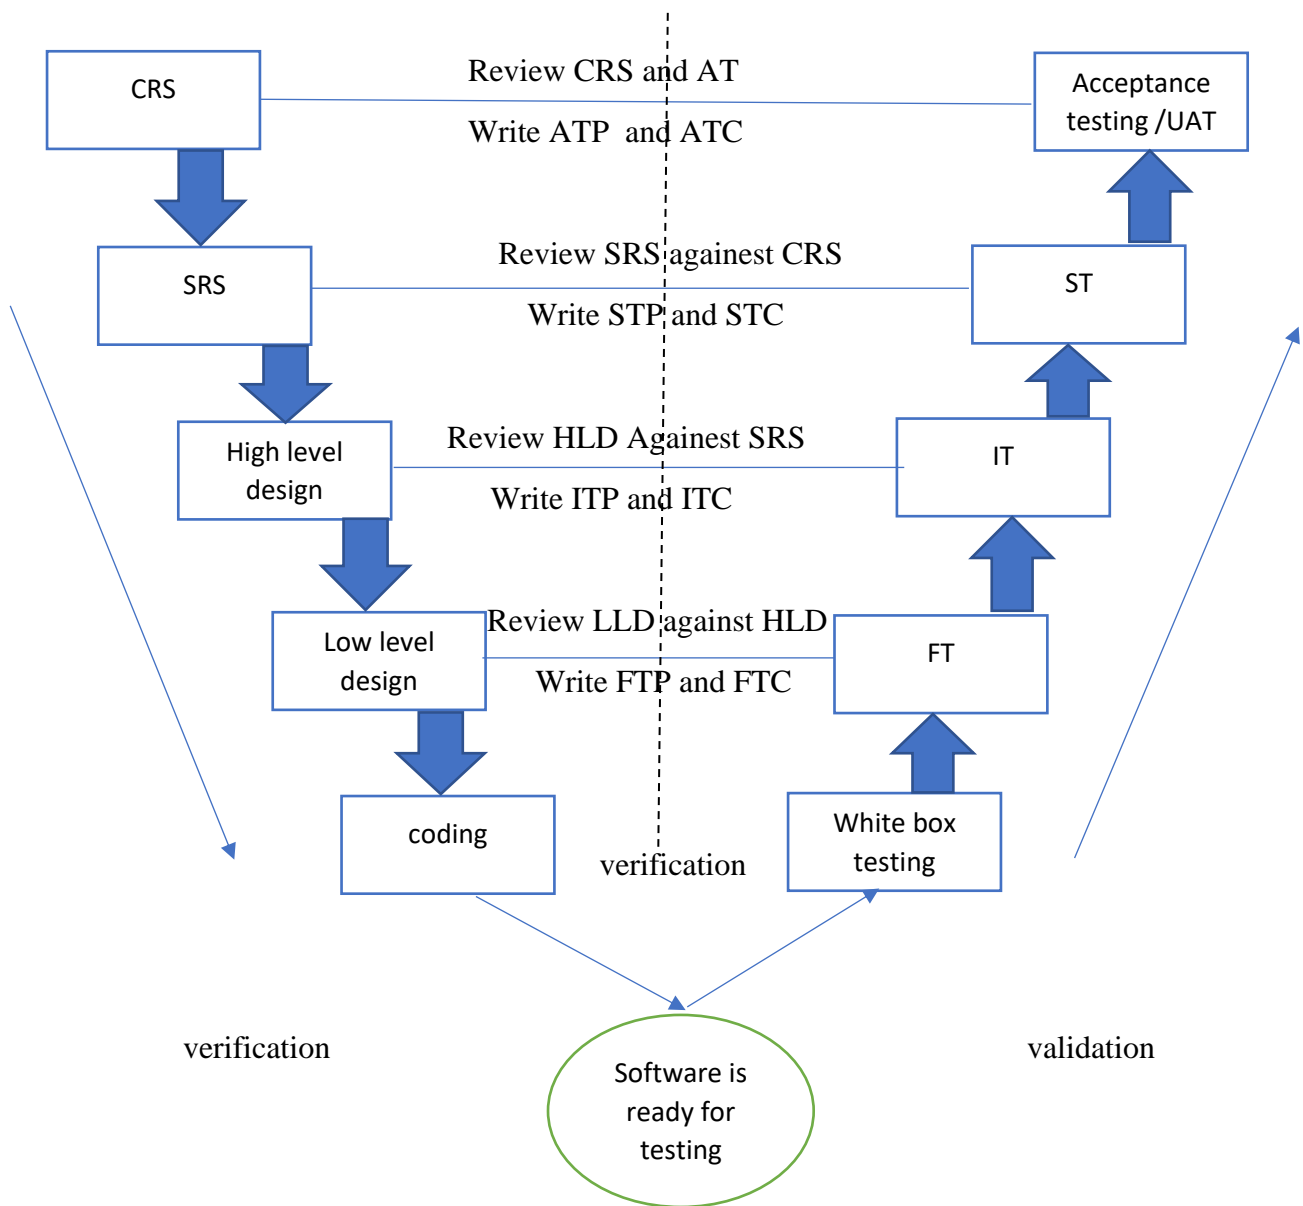 CRS
Review CRS and AT
Write ATP and ATC
Acceptance
testing /UAT
SRS
Review SRS againest CRS
Write STP and STC
ST
High level
design
Review HLD Against SRS
Write ITP and ITC
IT
Low level
design
Review LLD against HLD
Write FTP and FTC
FT
coding
verification
White box
testing
verification
Software is
ready for
testing
validation